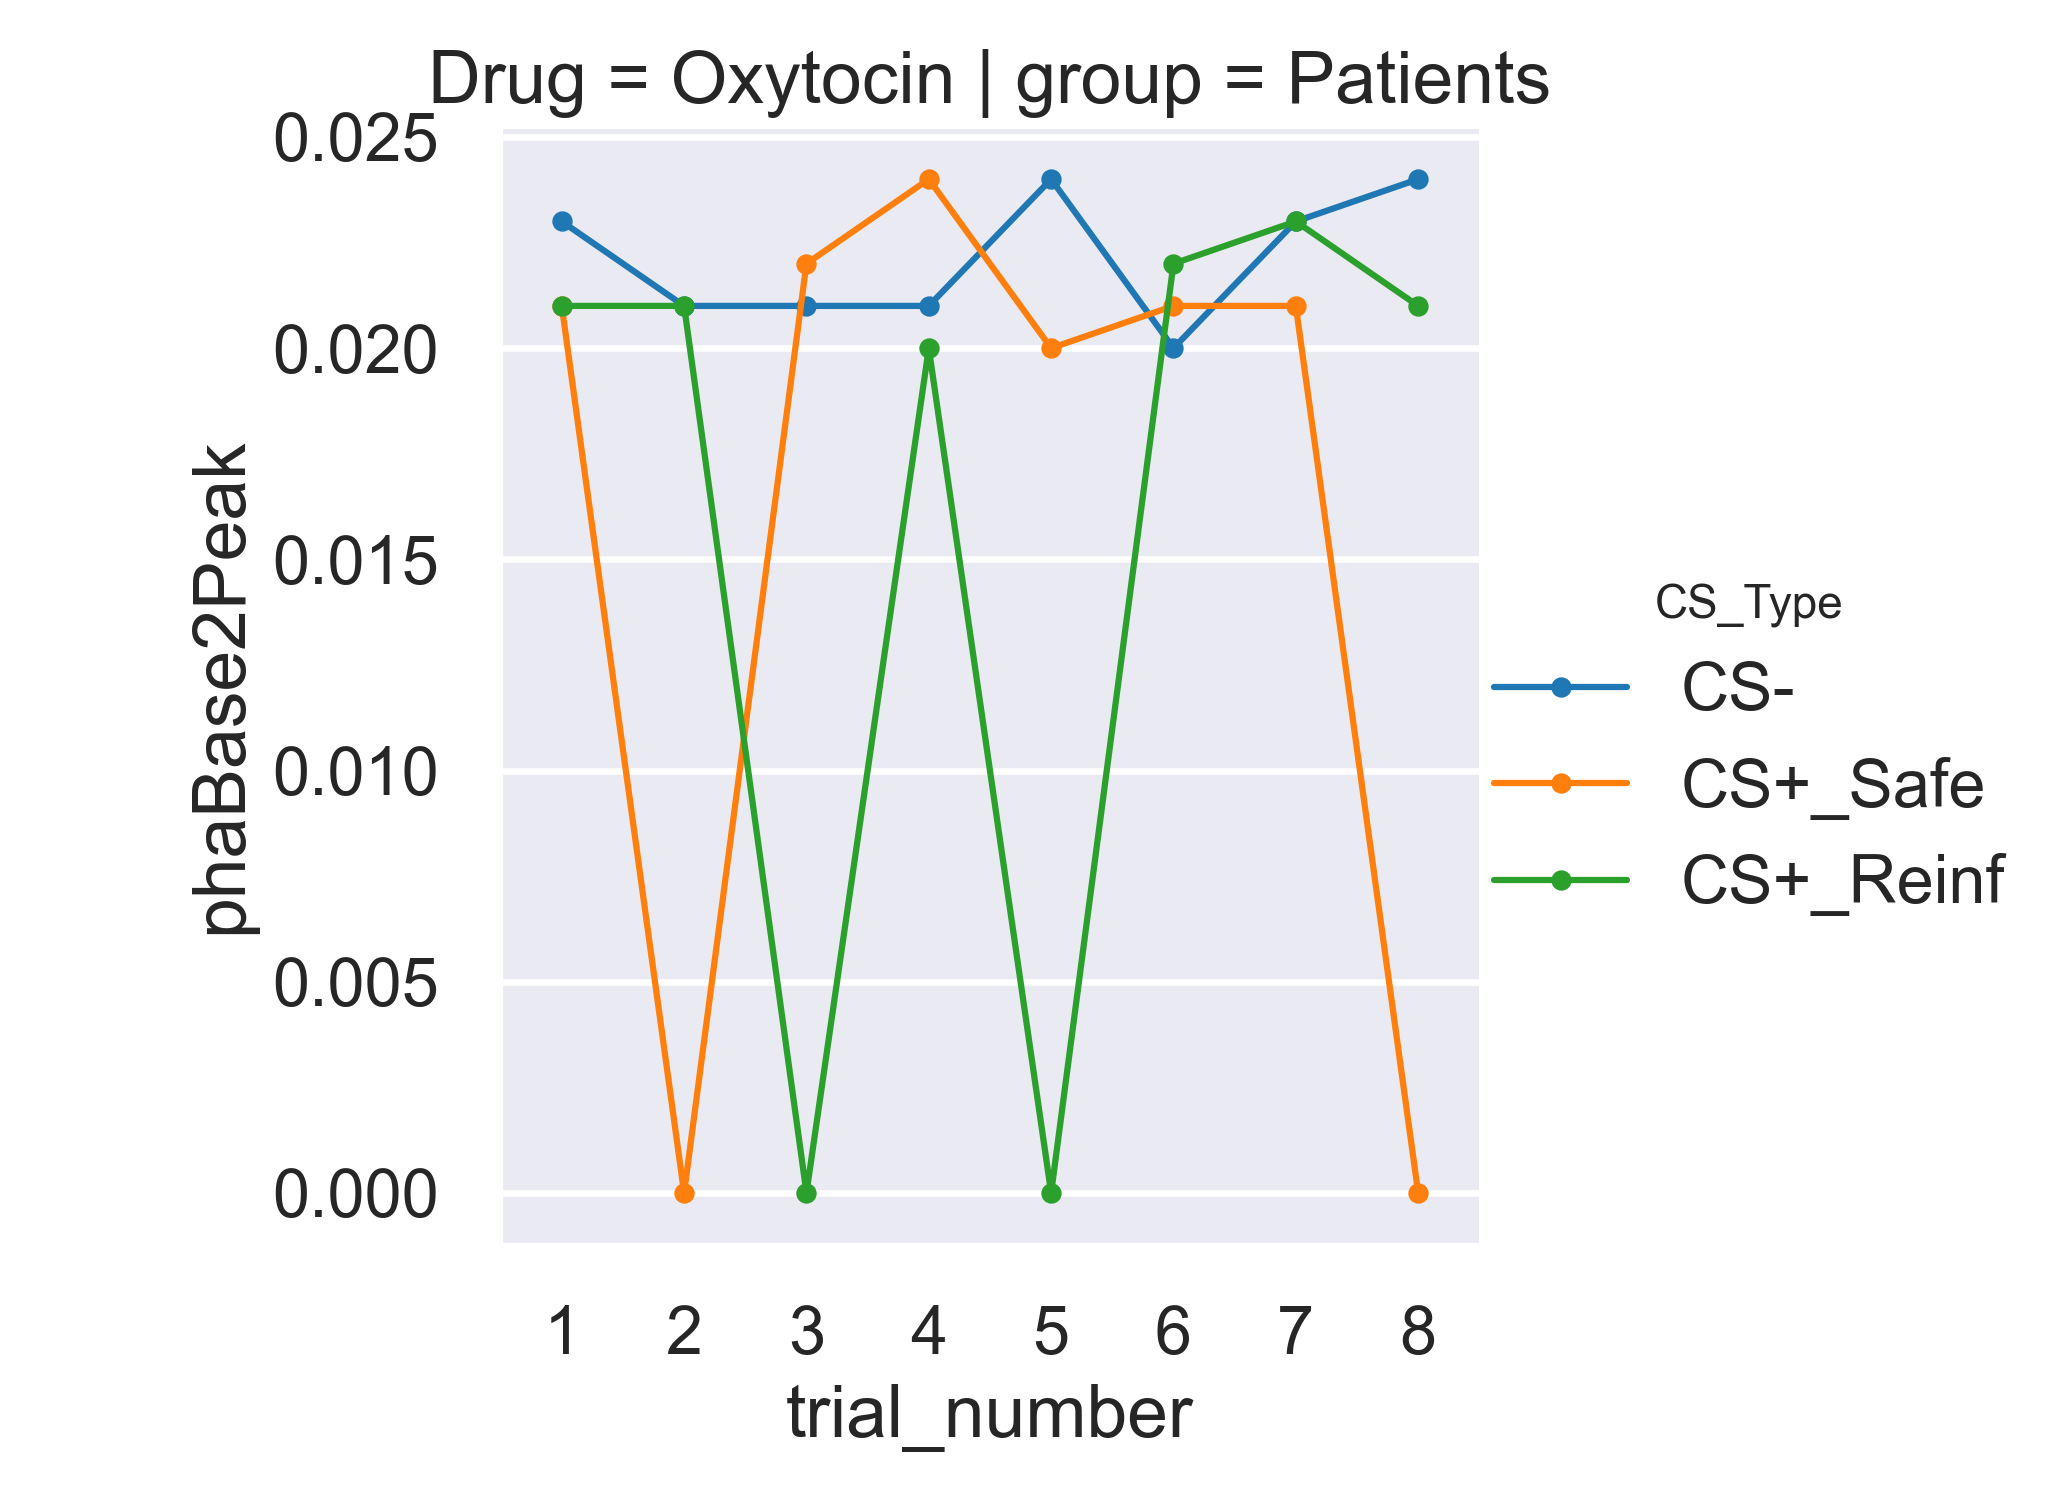 Drug = Oxytocin | group = Patients
0.025
0.020
0.015
0.010
0.005
0.000
phaBase2Peak
1 2 3 4 5 6 7 8
trial_number
CS_Type
CS-
CS+_Safe
CS+_Reinf